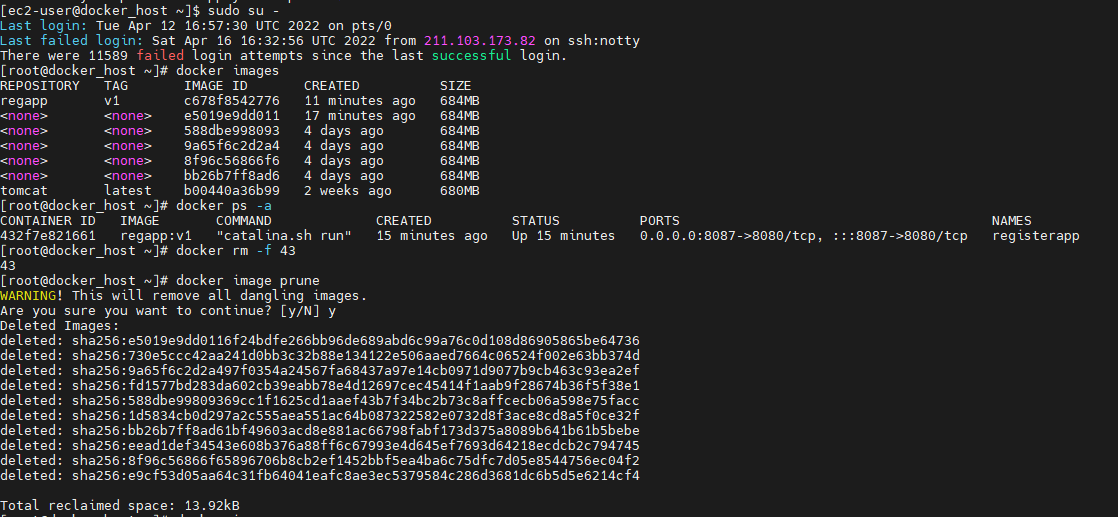 [ec2-user@docker_host ~]$ sudo su -
Last login: Tue Apr 12 16:57:30 UTC 2022 on pts/0
Last failed login: Sat Apr 16 16:32:56 UTC 2022 from 211.103.173.82 on ssh:notty
There were 11589 failed login attempts since the last successful login.
[root@docker_host ~]# docker images
REPOSITORY   TAG       IMAGE ID       CREATED          SIZE
regapp       v1        c678f8542776   11 minutes ago   684MB
<none>       <none>    e5019e9dd011   17 minutes ago   684MB
<none>       <none>    588dbe998093   4 days ago       684MB
<none>       <none>    9a65f6c2d2a4   4 days ago       684MB
<none>       <none>    8f96c56866f6   4 days ago       684MB
<none>       <none>    bb26b7ff8ad6   4 days ago       684MB
tomcat       latest    b00440a36b99   2 weeks ago      680MB
[root@docker_host ~]# docker ps -a
CONTAINER ID   IMAGE       COMMAND             CREATED          STATUS          PORTS                                       NAMES
432f7e821661   regapp:v1   "catalina.sh run"   15 minutes ago   Up 15 minutes   0.0.0.0:8087->8080/tcp, :::8087->8080/tcp   registerapp
[root@docker_host ~]# docker rm -f 43
43
[root@docker_host ~]# docker image prune
WARNING! This will remove all dangling images.
Are you sure you want to continue? [y/N] y
Deleted Images:
deleted: sha256:e5019e9dd0116f24bdfe266bb96de689abd6c99a76c0d108d86905865be64736
deleted: sha256:730e5ccc42aa241d0bb3c32b88e134122e506aaed7664c06524f002e63bb374d
deleted: sha256:9a65f6c2d2a497f0354a24567fa68437a97e14cb0971d9077b9cb463c93ea2ef
deleted: sha256:fd1577bd283da602cb39eabb78e4d12697cec45414f1aab9f28674b36f5f38e1
deleted: sha256:588dbe99809369cc1f1625cd1aaef43b7f34bc2b73c8affcecb06a598e75facc
deleted: sha256:1d5834cb0d297a2c555aea551ac64b087322582e0732d8f3ace8cd8a5f0ce32f
deleted: sha256:bb26b7ff8ad61bf49603acd8e881ac66798fabf173d375a8089b641b61b5bebe
deleted: sha256:eead1def34543e608b376a88ff6c67993e4d645ef7693d64218ecdcb2c794745
deleted: sha256:8f96c56866f65896706b8cb2ef1452bbf5ea4ba6c75dfc7d05e8544756ec04f2
deleted: sha256:e9cf53d05aa64c31fb64041eafc8ae3ec5379584c286d3681dc6b5d5e6214cf4
Total reclaimed space: 13.92kB